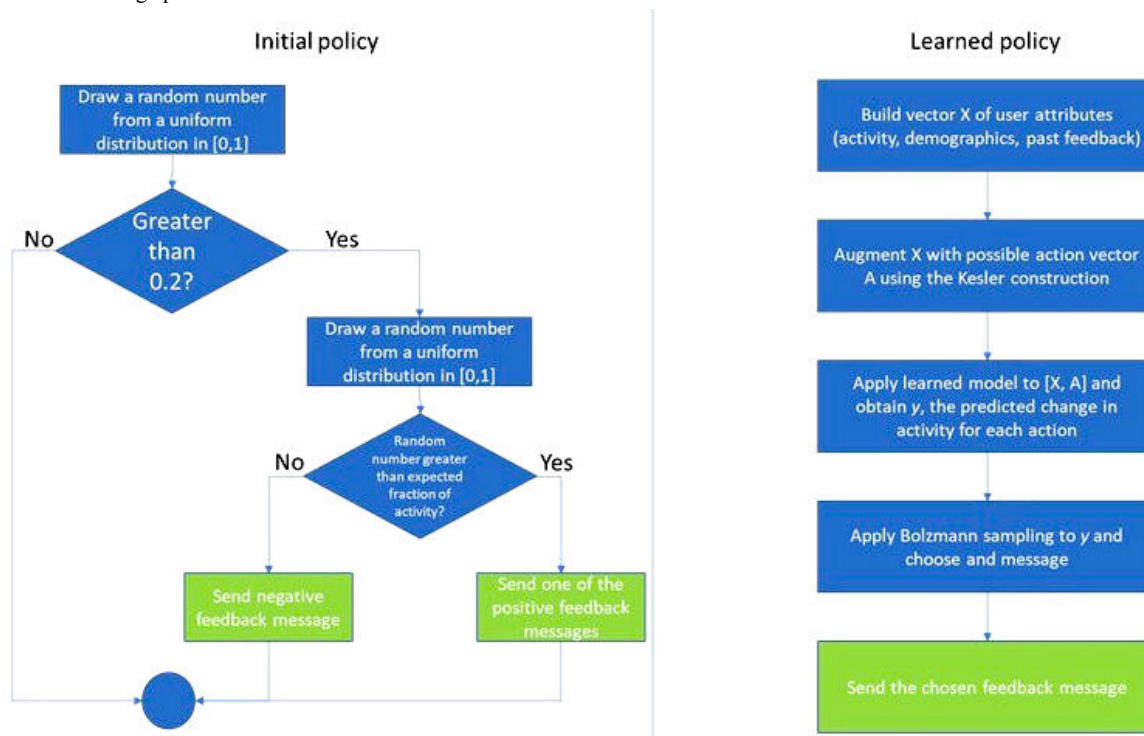 Initial policy
Draw a random number
from a uniform
distribution in [0,1]
Greater
than
0.2?
No
Yes
Draw a random number
from a uniform
distribution in [0,1]
Random
number greater
than expected
fraction of
activity?
No
Yes
Send negative
feedback message
Send one of the
positive feedback
messages
Learned policy
Build vector X of user attributes
(activity, demographics, past feedback)
Augment X with possible action vector
A using the Kesler construction
Apply learned model to [X, A] and
obtain y, the predicted change in
activity for each action
Apply Bolzmann sampling to y and
choose and message
Send the chosen feedback message